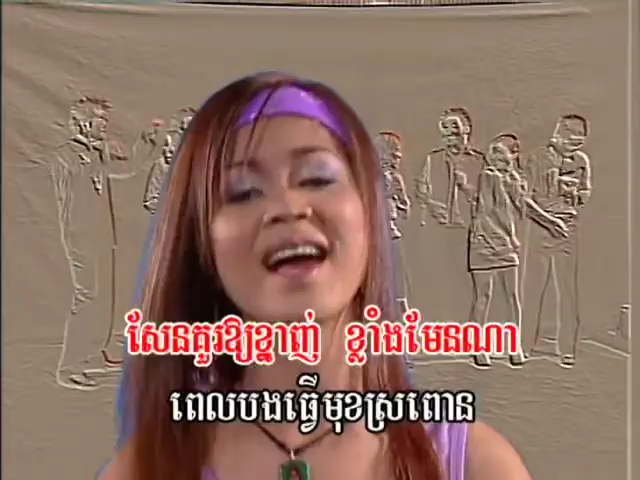 សែនគួរឱ្យខ្នាញ់ ខ្លាំងមែនណា
ពេលបងធ្វើមុខស្រពោន